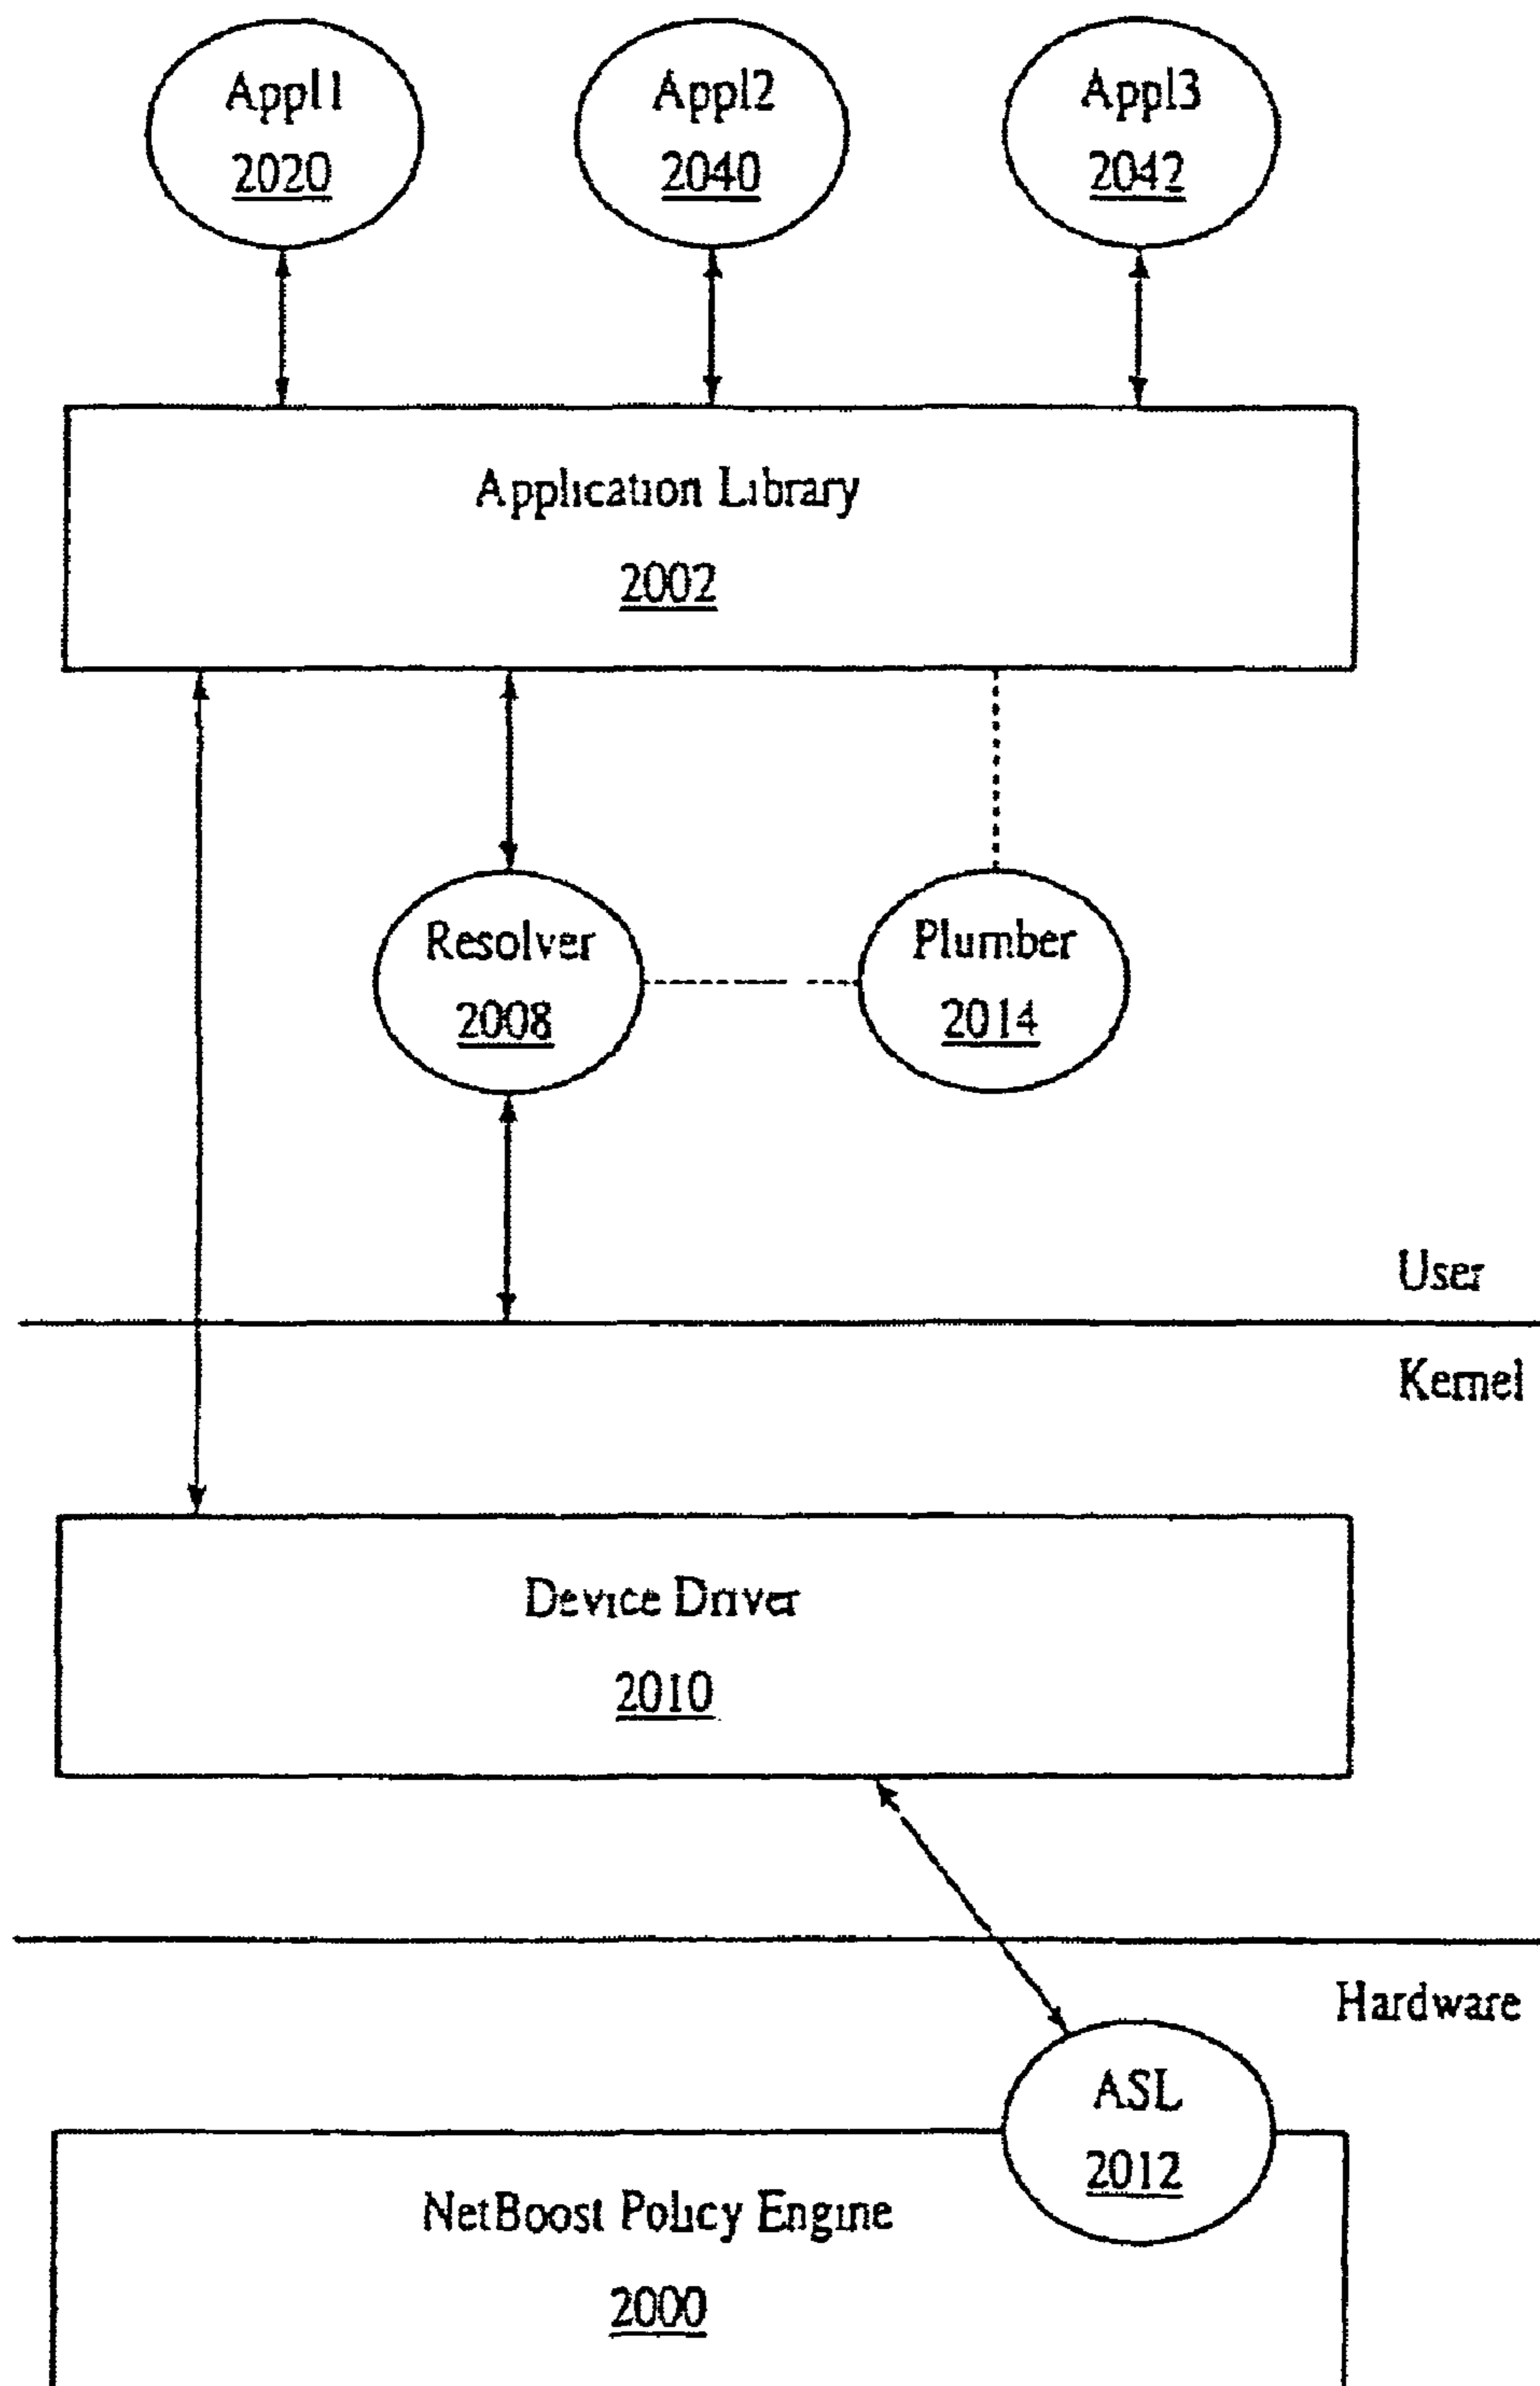 Appl1
2020
Appl2
2040
Appl3
2042
Application Library
2002
Resolver
2008
Plumber
2014
User
Kernel
Device Driver
2010
Hardware
ASL
2012
NetBoost Policy Engine
2000